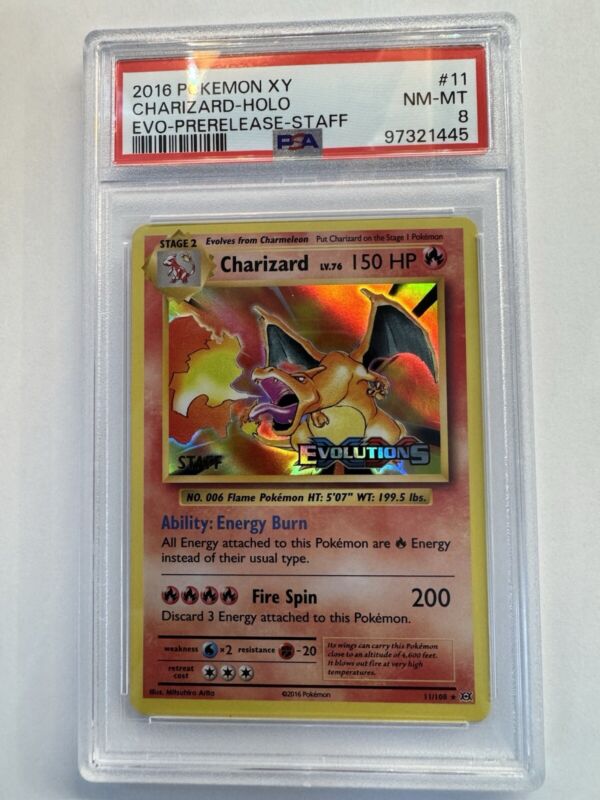 2016 POKEMON XY #11
CHARIZARD-HOLO NM-MT
EVO-PRERELEASE-STAFF 8
PSA 97321445
STAGE 2 Evolves from Charmeleon Put Charizard on the Stage 1 Pokémon
Charizard LV.76 150 HP
STAFF
EVOLUTIONS
NO. 006 Flame Pokémon HT: 5'07" WT: 199.5 lbs.
Ability: Energy Burn
All Energy attached to this Pokémon are Energy
instead of their usual type.
Fire Spin 200
Discard 3 Energy attached to this Pokémon.
weakness ×2 resistance -20
retreat
cost
Its wings can carry this Pokémon
close to an altitude of 4,600 feet.
It blows out fire at very high
temperatures.
Illus. Mitsuhiro Arita ©2016 Pokémon 11/108